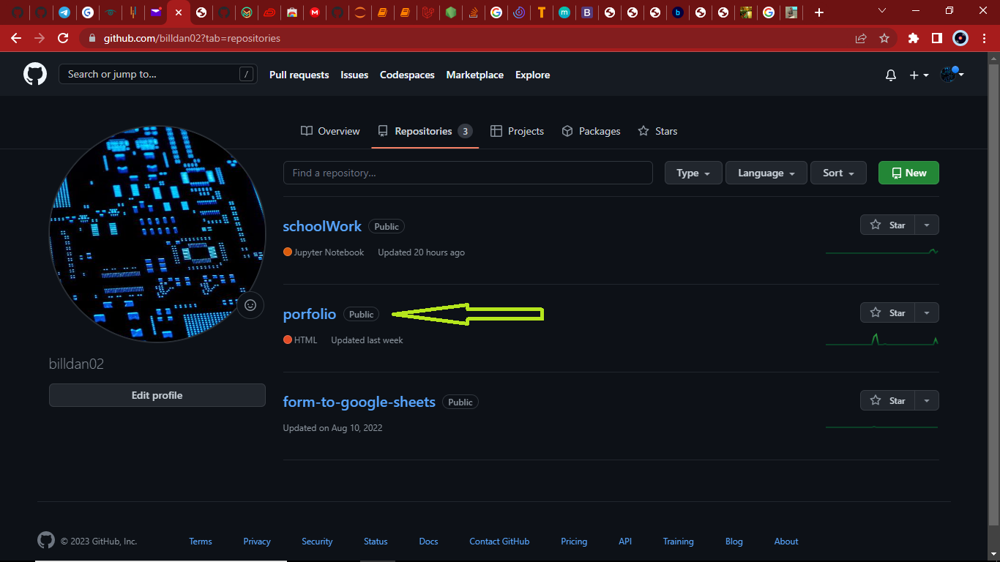 github.com/billdan02?tab=repositories
Search or jump to... /
Pull requests Issues Codespaces Marketplace Explore
Overview Repositories 3 Projects Packages Stars
Find a repository... Type Language Sort New
schoolWork Public Star
Jupyter Notebook Updated 20 hours ago
porfolio Public Star
HTML Updated last week
billdan02
Edit profile
form-to-google-sheets Public Star
Updated on Aug 10, 2022
© 2023 GitHub, Inc. Terms Privacy Security Status Docs Contact GitHub Pricing API Training Blog About